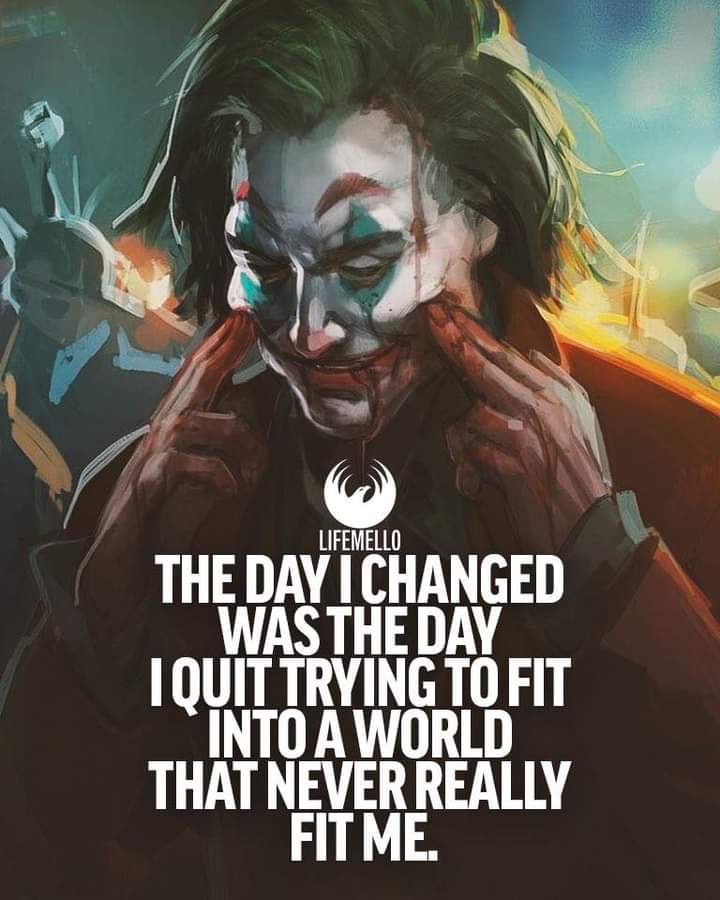 LIFEMELLO
THE DAY I CHANGED
WAS THE DAY
I QUIT TRYING TO FIT
INTO A WORLD
THAT NEVER REALLY
FIT ME.